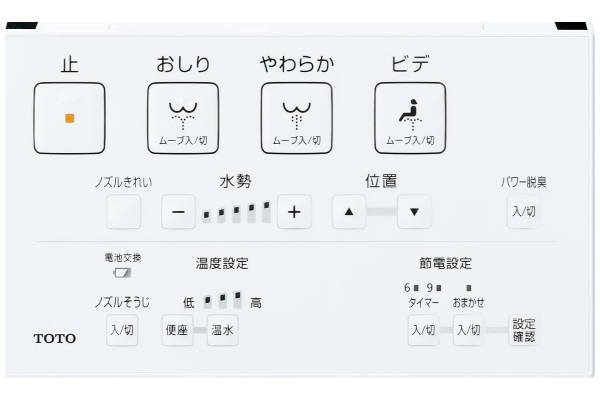 止 おしり やわらか ビデ
ムーブ入/切 ムーブ入/切 ムーブ入/切
ノズルきれい 水勢 位置 パワー脱臭
− + ▲ ▼ 入/切
電池交換 温度設定 節電設定
6 9
ノズルそうじ 低 高 タイマー おまかせ
入/切 便座 温水 入/切 入/切 設定
確認
TOTO